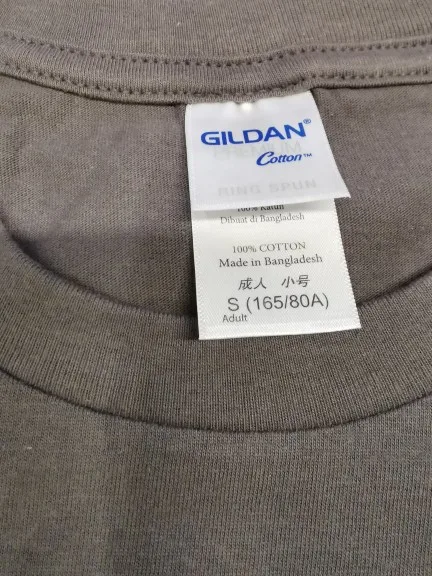 GILDAN®
Cotton™
RING SPUN
100% Katun
Dibuat di Bangladesh
100% COTTON
Made in Bangladesh
成人 小号
S (165/80A)
Adult